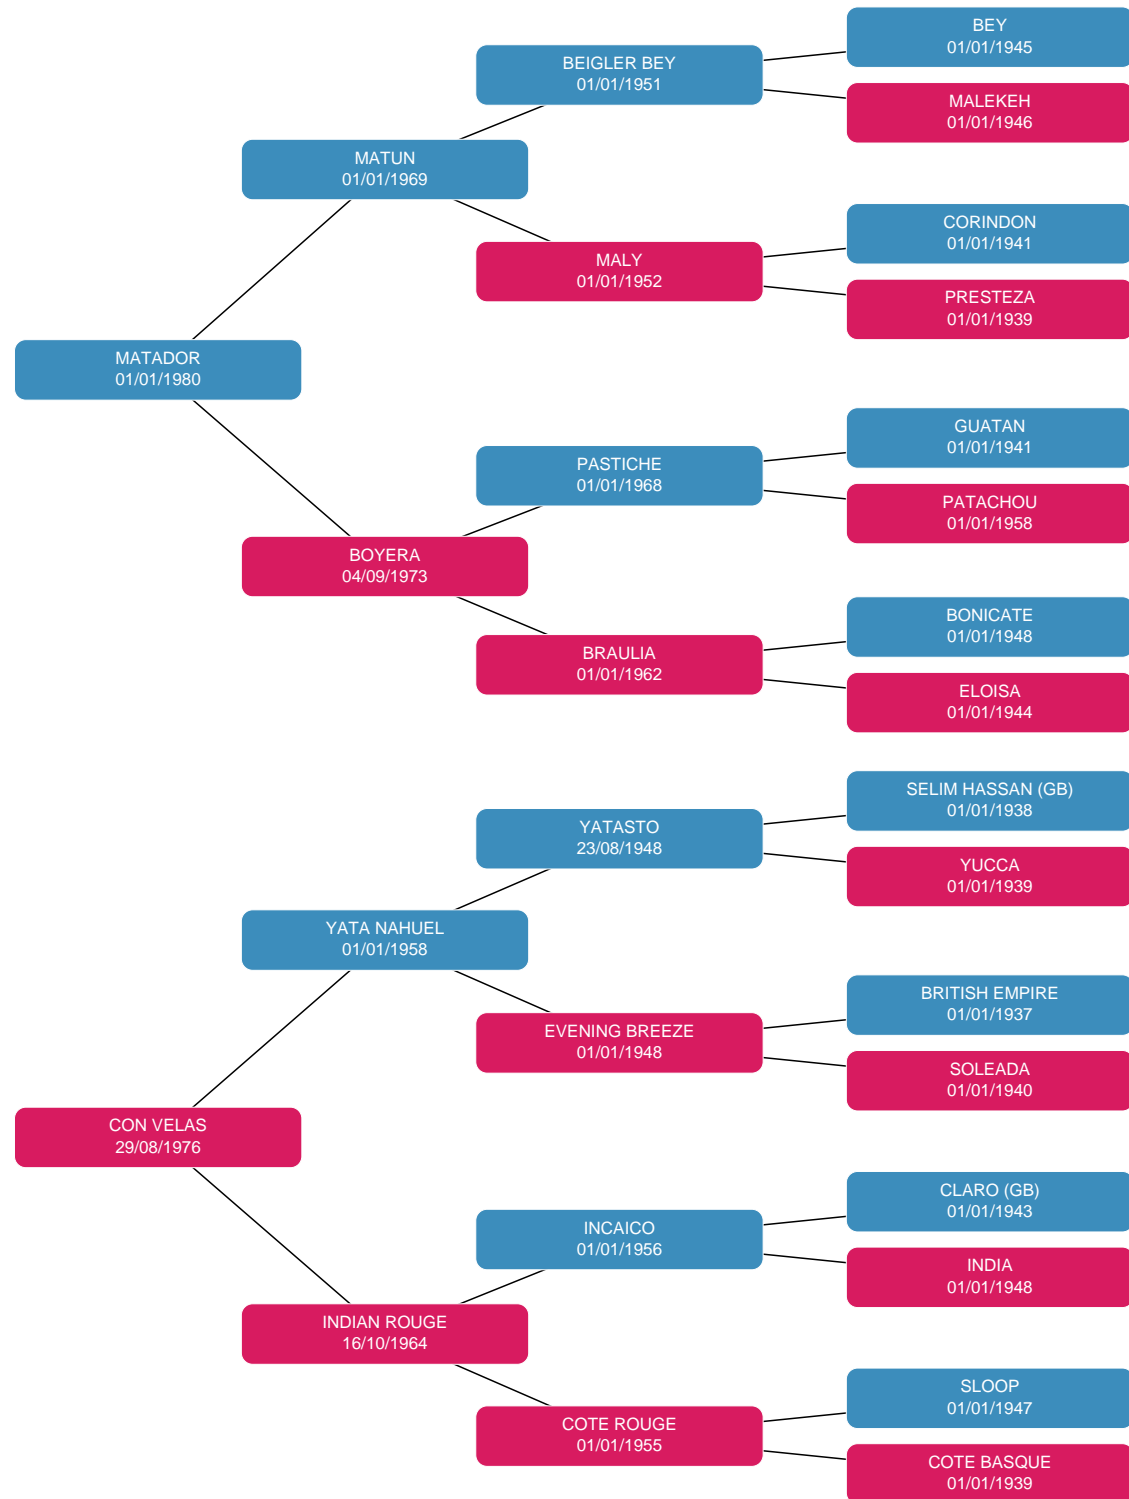 BEY
01/01/1945
BEIGLER BEY
01/01/1951
MALEKEH
01/01/1946
MATUN
01/01/1969
CORINDON
01/01/1941
MALY
01/01/1952
PRESTEZA
01/01/1939
MATADOR
01/01/1980
GUATAN
01/01/1941
PASTICHE
01/01/1968
PATACHOU
01/01/1958
BOYERA
04/09/1973
BONICATE
01/01/1948
BRAULIA
01/01/1962
ELOISA
01/01/1944
SELIM HASSAN (GB)
01/01/1938
YATASTO
23/08/1948
YUCCA
01/01/1939
YATA NAHUEL
01/01/1958
BRITISH EMPIRE
01/01/1937
EVENING BREEZE
01/01/1948
SOLEADA
01/01/1940
CON VELAS
29/08/1976
CLARO (GB)
01/01/1943
INCAICO
01/01/1956
INDIA
01/01/1948
INDIAN ROUGE
16/10/1964
SLOOP
01/01/1947
COTE ROUGE
01/01/1955
COTE BASQUE
01/01/1939